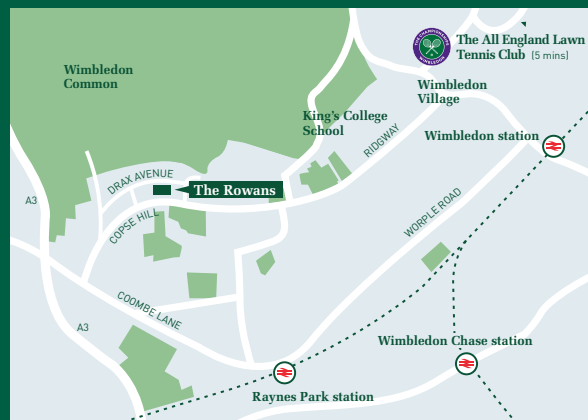 The All England Lawn
Tennis Club (5 mins)
Wimbledon
Common
Wimbledon
Village
King's College
School
Wimbledon station
RIDGWAY
DRAX AVENUE
The Rowans
A3
COPSE HILL
WORPLE ROAD
COOMBE LANE
A3
Wimbledon Chase station
Raynes Park station